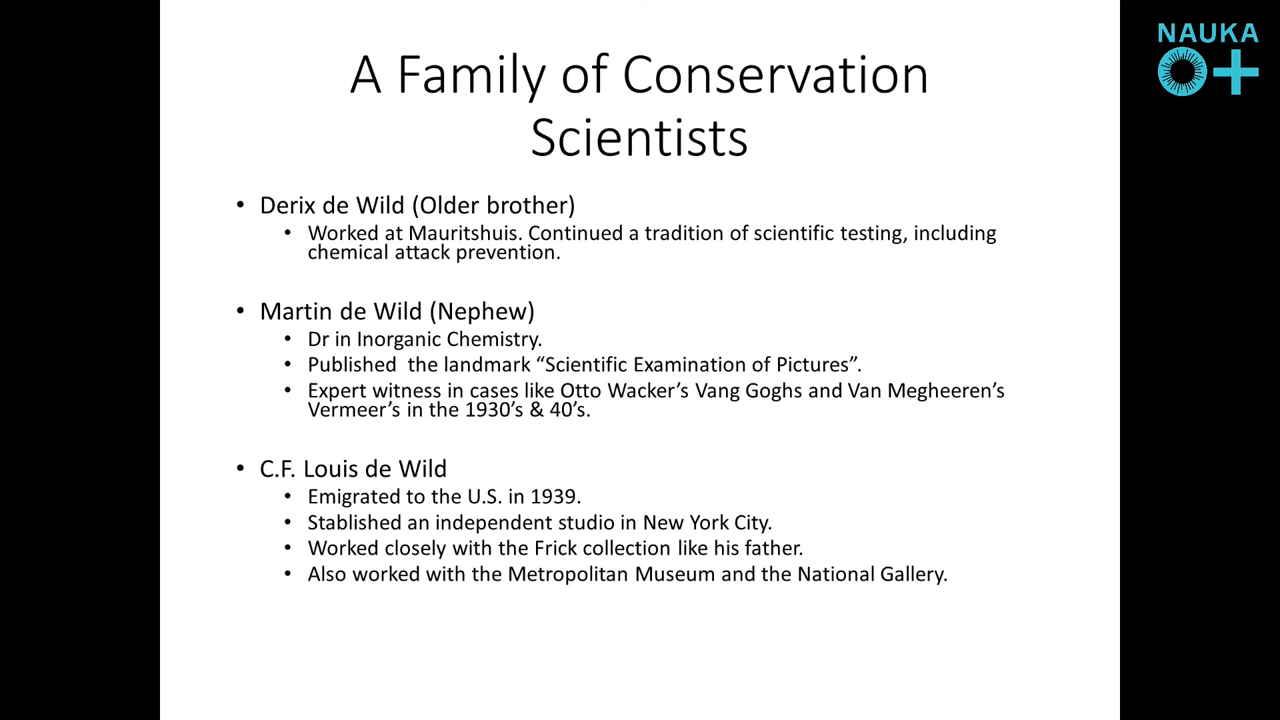 NAUKA
O+
A Family of Conservation
Scientists
• Derix de Wild (Older brother)
• Worked at Mauritshuis. Continued a tradition of scientific testing, including
chemical attack prevention.
• Martin de Wild (Nephew)
• Dr in Inorganic Chemistry.
• Published  the landmark “Scientific Examination of Pictures”.
• Expert witness in cases like Otto Wacker’s Vang Goghs and Van Megheeren’s
Vermeer’s in the 1930’s & 40’s.
• C.F. Louis de Wild
• Emigrated to the U.S. in 1939.
• Stablished an independent studio in New York City.
• Worked closely with the Frick collection like his father.
• Also worked with the Metropolitan Museum and the National Gallery.